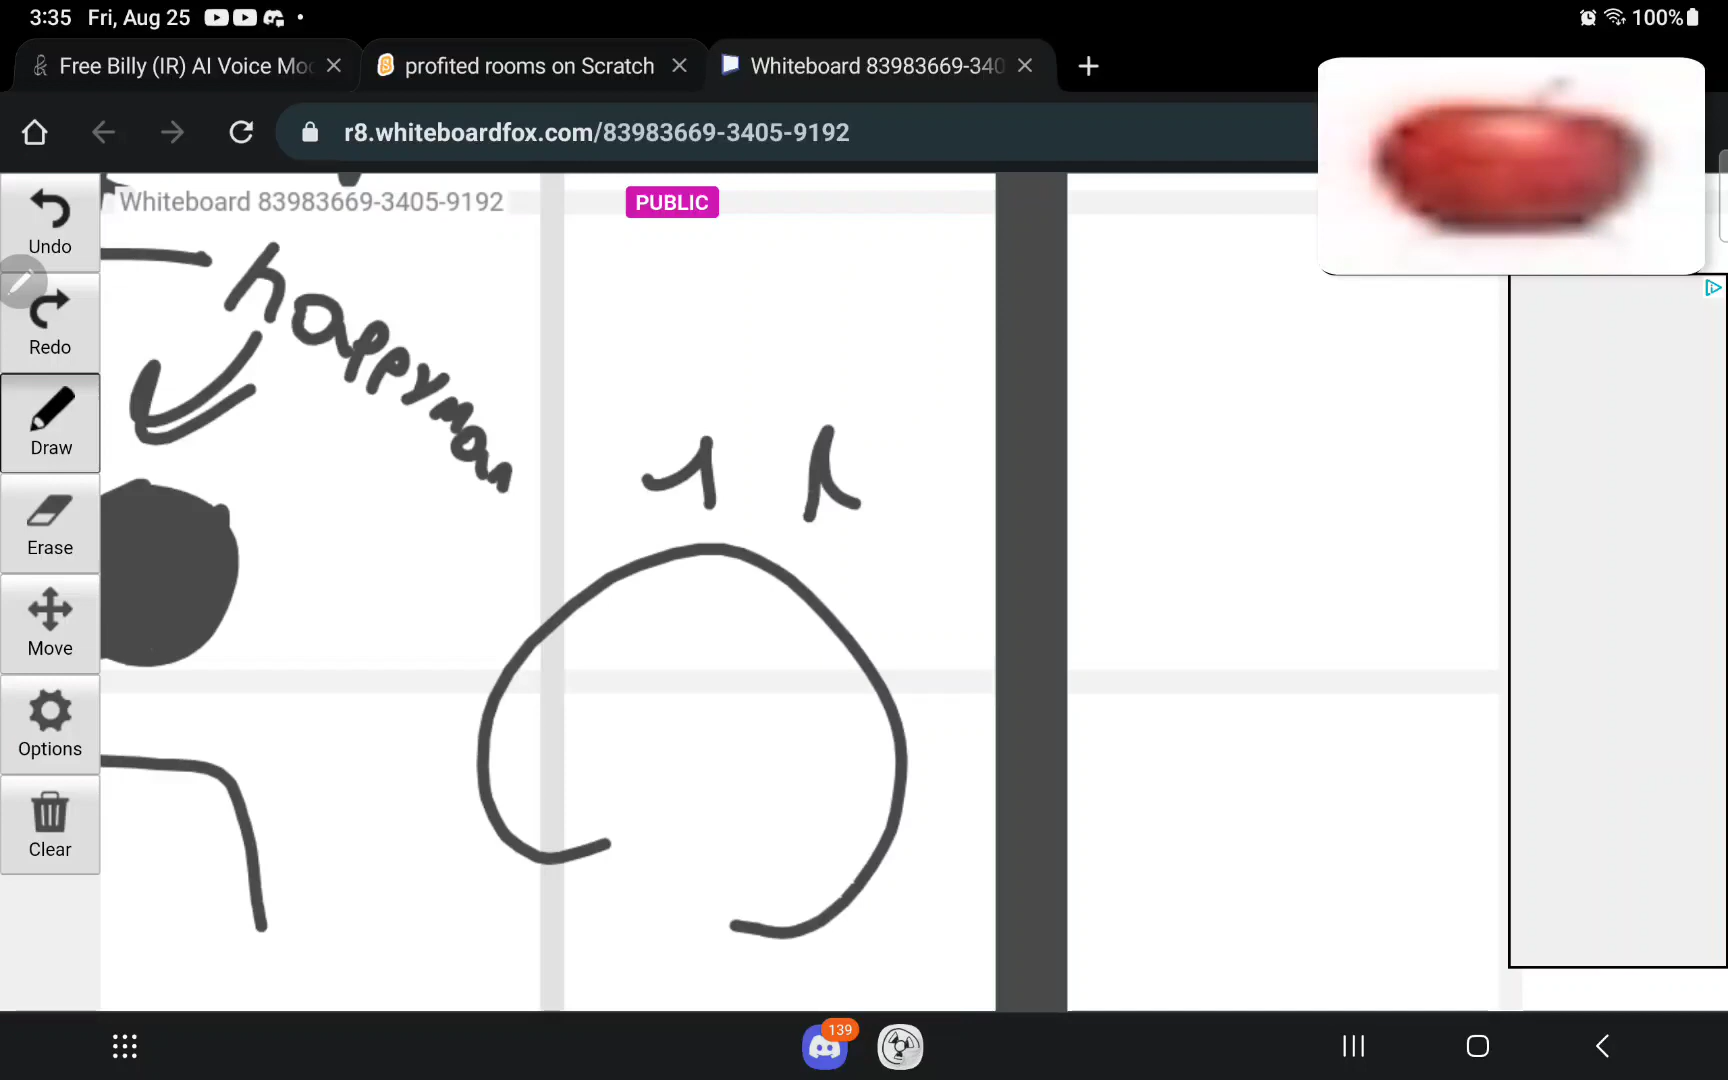 3:35 Fri, Aug 25
100%
Free Billy (IR) AI Voice Mod
profited rooms on Scratch
Whiteboard 83983669-340
r8.whiteboardfox.com/83983669-3405-9192
Whiteboard 83983669-3405-9192
PUBLIC
Undo
happyman
Redo
Draw
Erase
Move
Options
Clear
139